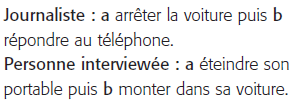 Journaliste : a arrêter la voiture puis b
répondre au téléphone.
Personne interviewée : a éteindre son
portable puis b monter dans sa voiture.